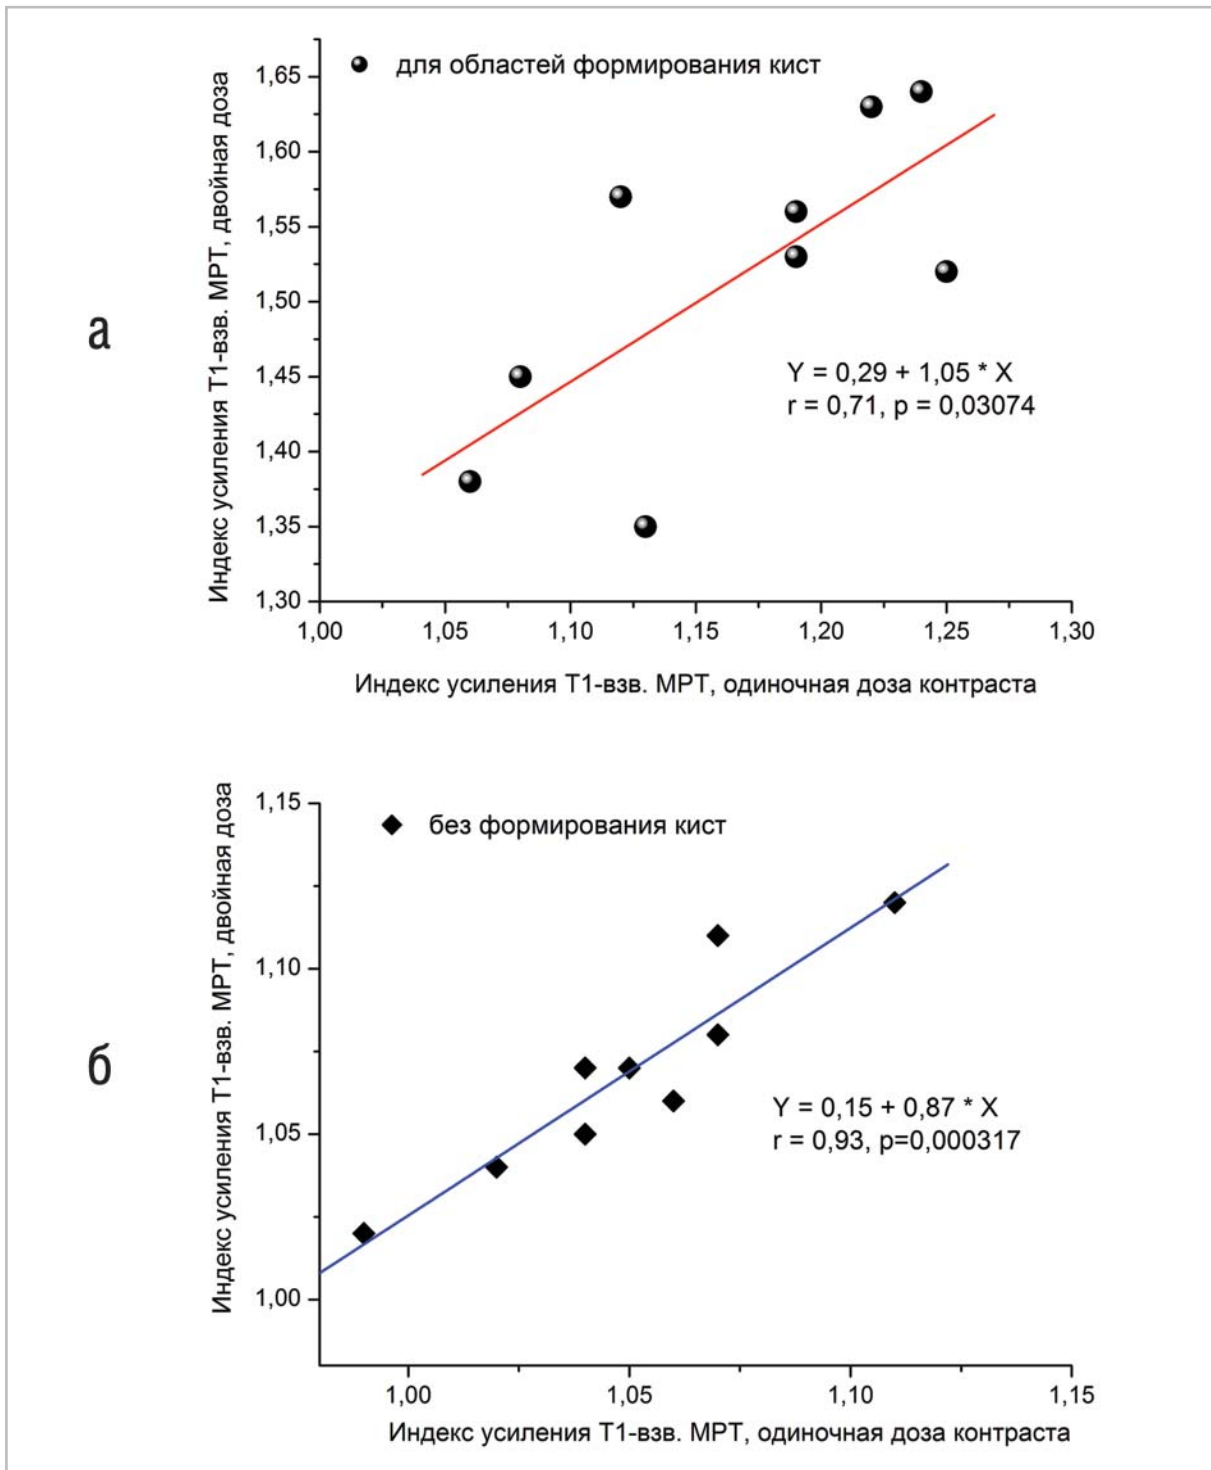 для областей формирования кист
Индекс усиления Т1-взв. МРТ, двойная доза
1,65
1,60
1,55
1,50
1,45
1,40
1,35
1,30
а
Y = 0,29 + 1,05 * X
r = 0,71, p = 0,03074
1,00 1,05 1,10 1,15 1,20 1,25 1,30
Индекс усиления Т1-взв. МРТ, одиночная доза контраста
без формирования кист
Индекс усиления Т1-взв. МРТ, двойная доза
1,15
1,10
1,05
1,00
б
Y = 0,15 + 0,87 * X
r = 0,93, p=0,000317
1,00 1,05 1,10 1,15
Индекс усиления Т1-взв. МРТ, одиночная доза контраста